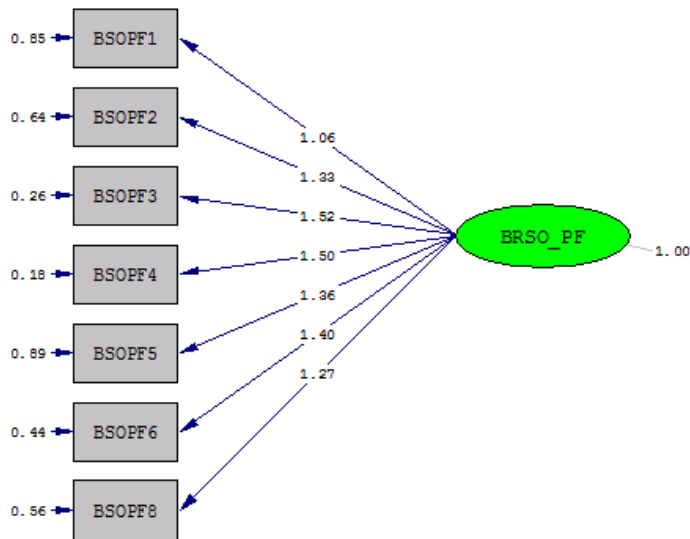 0.85 BSOPF1
0.64 BSOPF2
1.06
1.33
0.26 BSOPF3
1.52
BRSO_PF
1.00
1.50
0.18 BSOPF4
1.36
1.40
0.89 BSOPF5
1.27
0.44 BSOPF6
0.56 BSOPF8